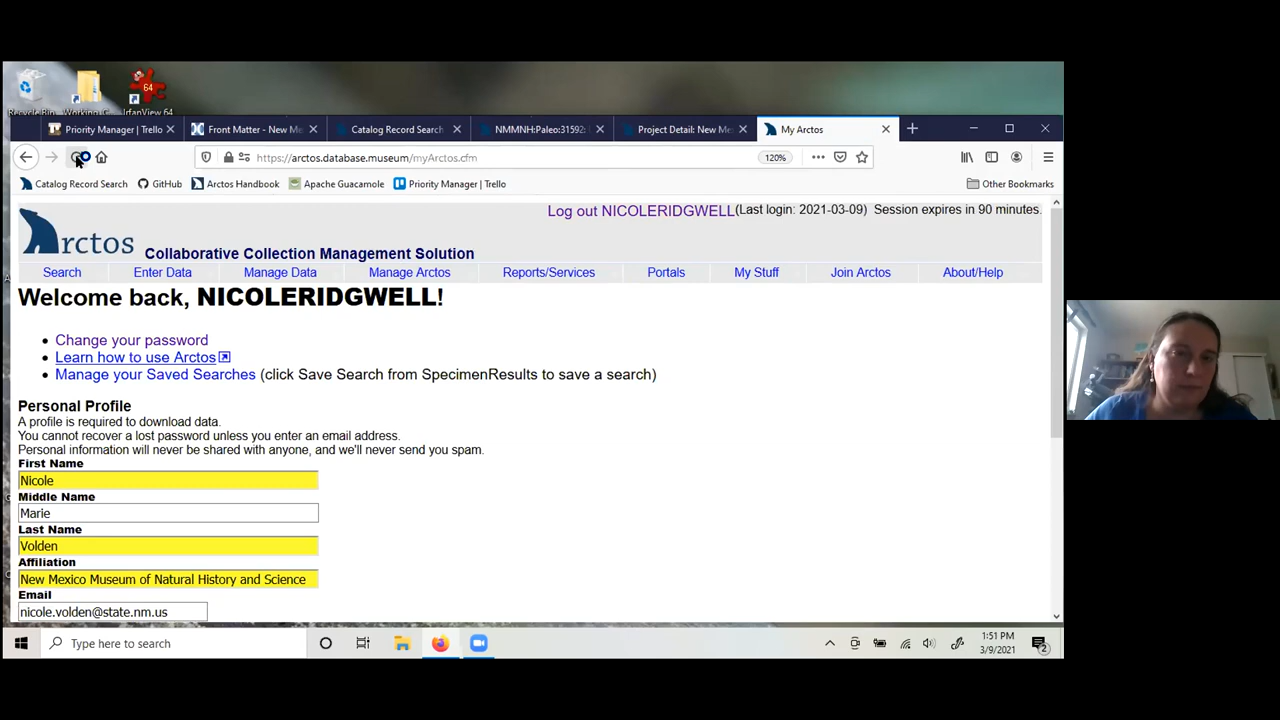 64
Recycle Bin
IrfanView 64
Priority Manager | Trello
Front Matter - New Me
Catalog Record Search
NMMNH:Paleo:31592:
Project Detail: New Me
My Arctos
https://arctos.database.museum/myArctos.cfm
120%
Catalog Record Search
GitHub
Arctos Handbook
Apache Guacamole
Priority Manager | Trello
Other Bookmarks
Log out NICOLERIDGWELL(Last login: 2021-03-09) Session expires in 90 minutes.
Arctos
Collaborative Collection Management Solution
Search
Enter Data
Manage Data
Manage Arctos
Reports/Services
Portals
My Stuff
Join Arctos
About/Help
Welcome back, NICOLERIDGWELL!
• Change your password
• Learn how to use Arctos
• Manage your Saved Searches (click Save Search from SpecimenResults to save a search)
Personal Profile
A profile is required to download data.
You cannot recover a lost password unless you enter an email address.
Personal information will never be shared with anyone, and we'll never send you spam.
First Name
Nicole
Middle Name
Marie
Last Name
Volden
Affiliation
New Mexico Museum of Natural History and Science
Email
nicole.volden@state.nm.us
Type here to search
1:51 PM
3/9/2021
2